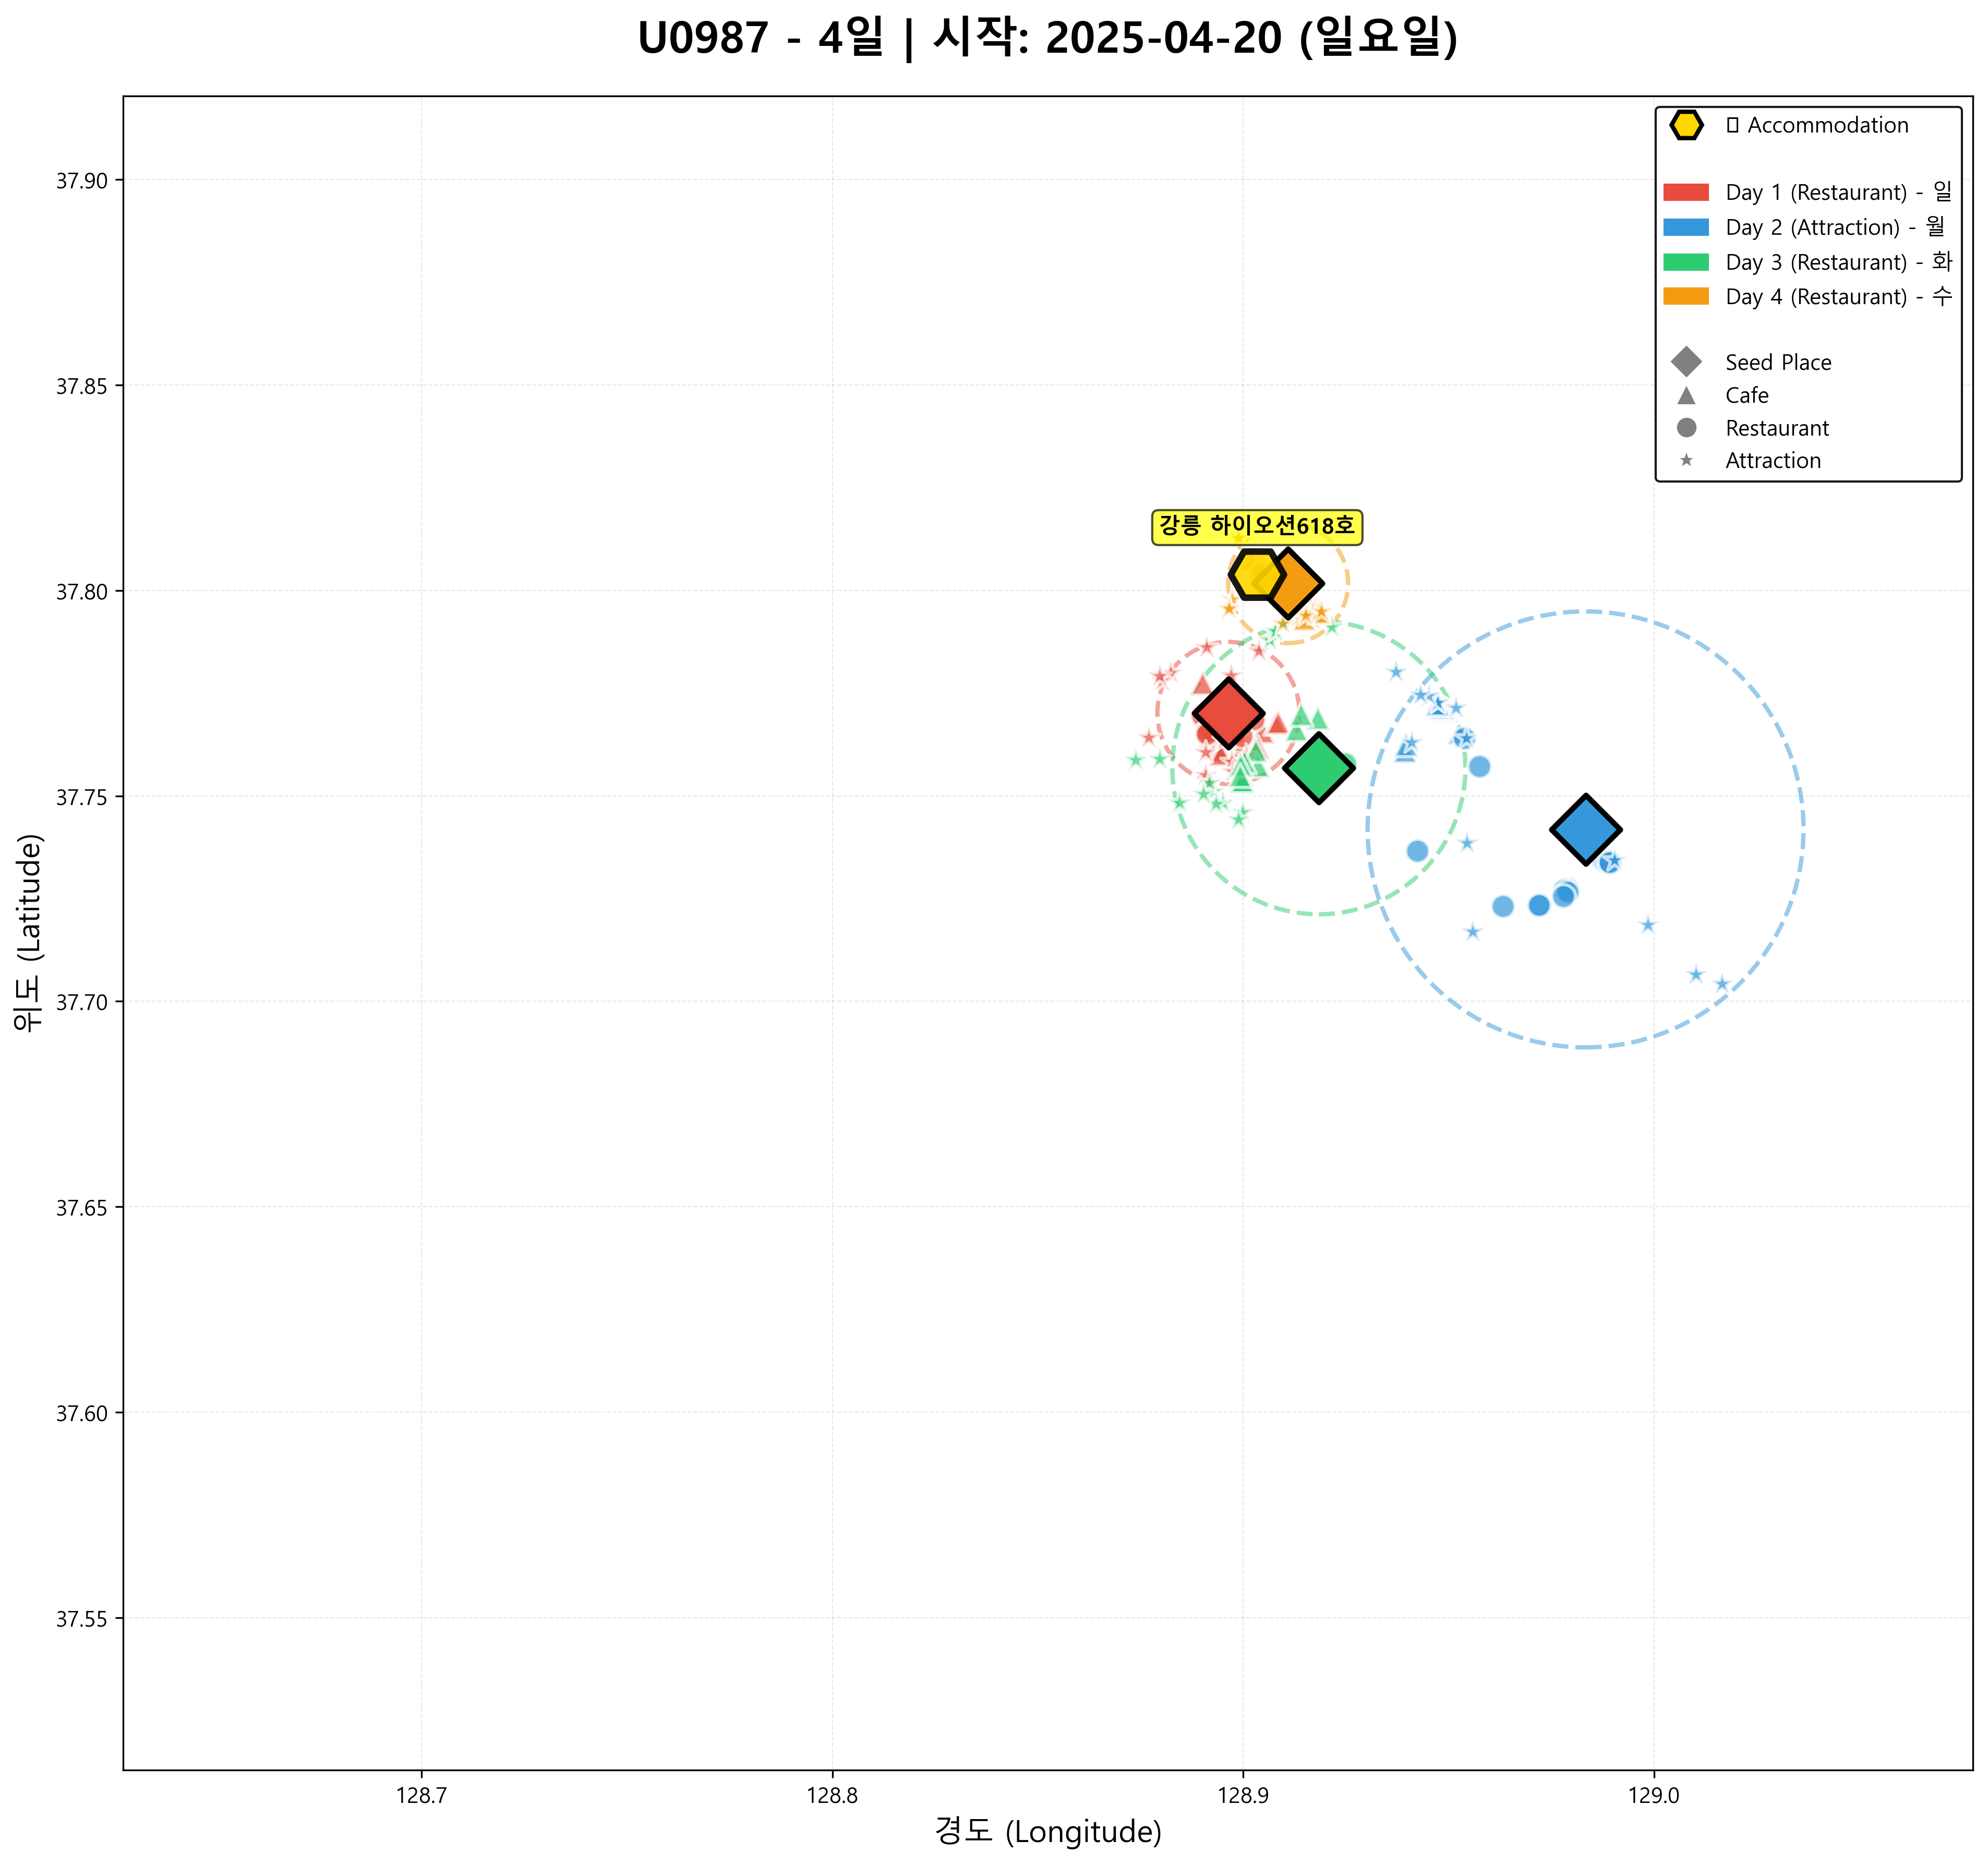 U0987 - 4일 | 시작: 2025-04-20 (일요일)
Accommodation
Day 1 (Restaurant) - 일
Day 2 (Attraction) - 월
Day 3 (Restaurant) - 화
Day 4 (Restaurant) - 수
Seed Place
Cafe
Restaurant
Attraction
강릉 하이오션618호
37.90
37.85
37.80
37.75
37.70
37.65
37.60
37.55
위도 (Latitude)
128.7
128.8
128.9
129.0
경도 (Longitude)